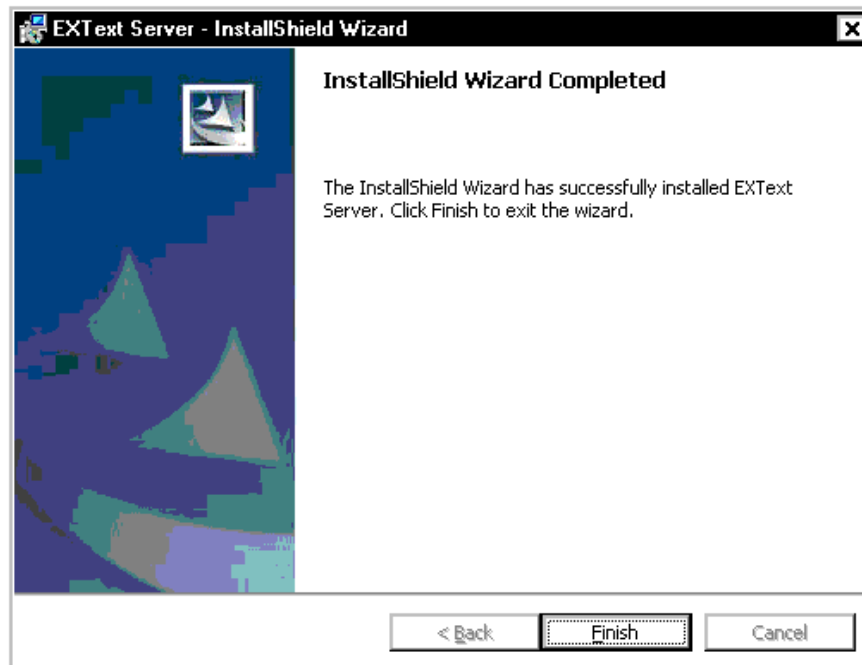 EXText Server - InstallShield Wizard
InstallShield Wizard Completed
The InstallShield Wizard has successfully installed EXText
Server. Click Finish to exit the wizard.
< Back
Finish
Cancel